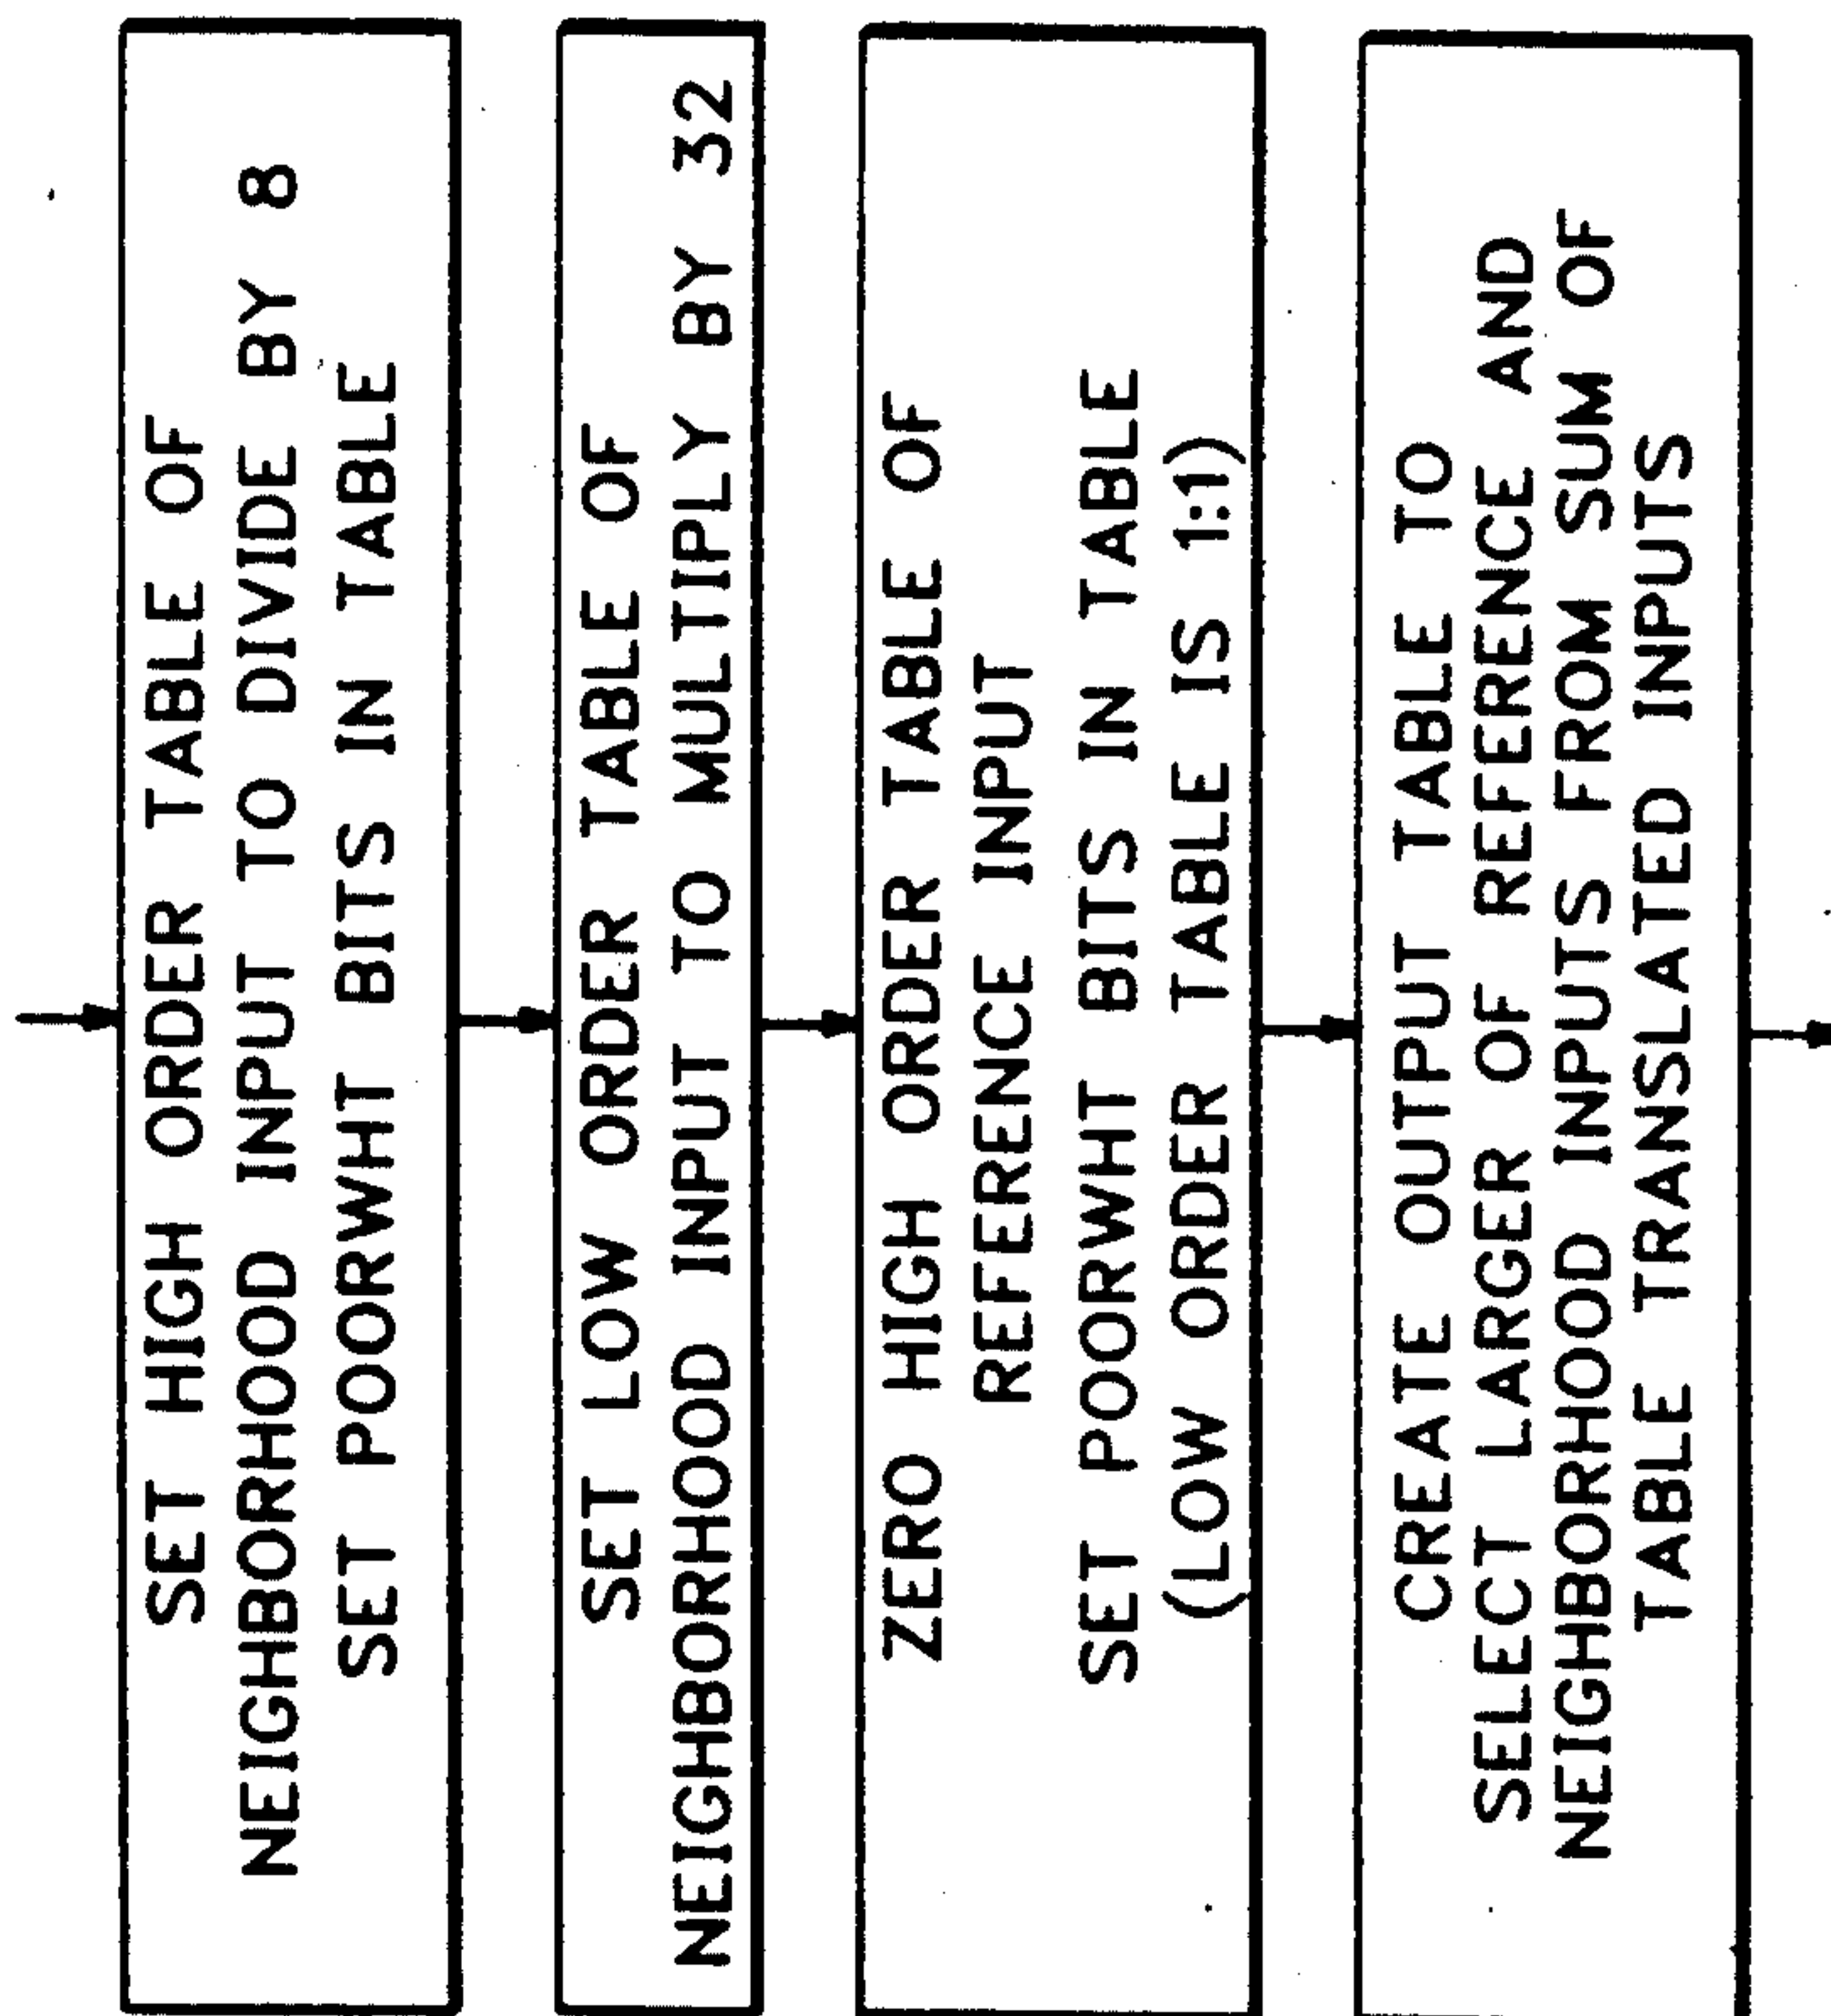 SET HIGH ORDER TABLE OF
NEIGHBORHOOD INPUT TO DIVIDE BY 8
SET POORWHT BITS IN TABLE
SET LOW ORDER TABLE OF
NEIGHBORHOOD INPUT TO MULTIPLY BY 32
ZERO HIGH ORDER TABLE OF
REFERENCE INPUT
SET POORWHT BITS IN TABLE
(LOW ORDER TABLE IS 1:1)
CREATE OUTPUT TABLE TO
SELECT LARGER OF REFERENCE AND
NEIGHBORHOOD INPUTS FROM SUM OF
TABLE TRANSLATED INPUTS